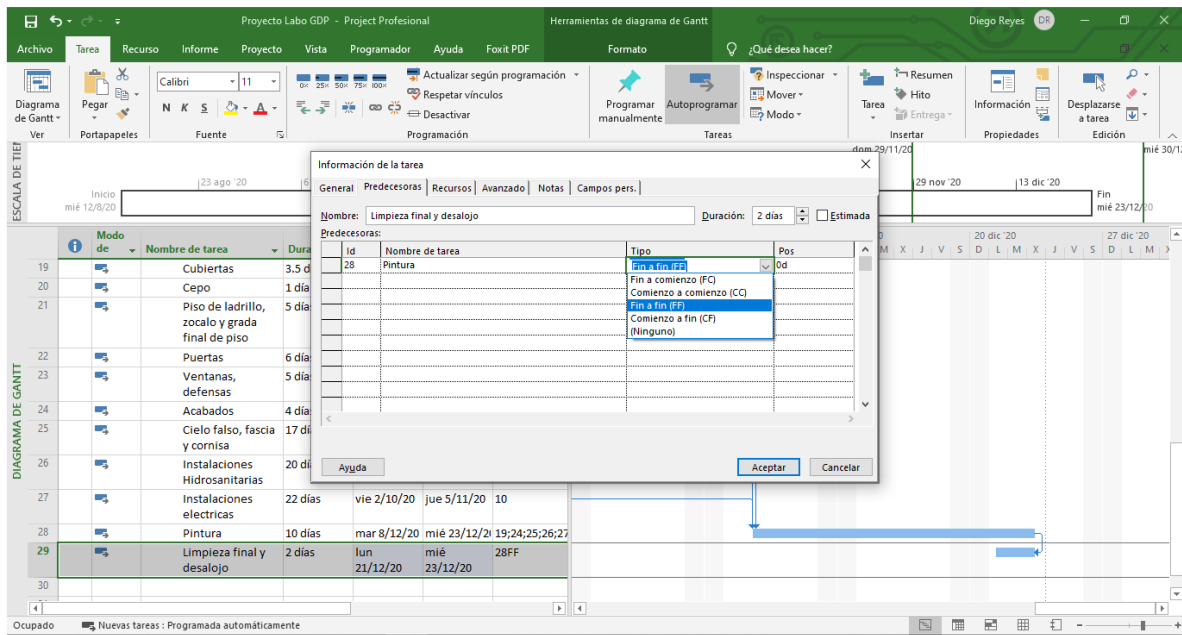 Proyecto Labo GDP - Project Profesional
Herramientas de diagrama de Gantt
Diego Reyes
DR
Archivo Tarea Recurso Informe Proyecto Vista Programador Ayuda Foxit PDF Formato ¿Qué desea hacer?
Diagrama de Gantt
Ver
Pegar
Portapapeles
Calibri 11
N K S A
Fuente
0× 25× 50× 75× 100×
Actualizar según programación
Respetar vínculos
Desactivar
Programación
Programar manualmente
Autoprogramar
Inspeccionar
Mover
Modo
Tareas
Tarea
Resumen
Hito
Entrega
Insertar
Información
Propiedades
Desplazarse a tarea
Edición
ESCALA DE TIEM
dom 29/11/20
mié 30/1
23 ago '20
6
29 nov '20
13 dic '20
Inicio
mié 12/8/20
Fin
mié 23/12/20
Información de la tarea
General Predecesoras Recursos Avanzado Notas Campos pers.
Nombre: Limpieza final y desalojo Duración: 2 días Estimada
Predecesoras:
Id Nombre de tarea Tipo Pos
28 Pintura Fin a fin (FF) 0d
Fin a comienzo (FC)
Comienzo a comienzo (CC)
Fin a fin (FF)
Comienzo a fin (CF)
(Ninguno)
Ayuda Aceptar Cancelar
DIAGRAMA DE GANTT
Modo de Nombre de tarea Dura
0 20 dic '20 27 dic '20
M X J V S D L M X J V S D L M X
19 Cubiertas 3.5 d
20 Cepo 1 día
21 Piso de ladrillo, zocalo y grada final de piso 5 día
22 Puertas 6 día
23 Ventanas, defensas 5 día
24 Acabados 4 día
25 Cielo falso, fascia y cornisa 17 dí
26 Instalaciones Hidrosanitarias 20 dí
27 Instalaciones electricas 22 días vie 2/10/20 jue 5/11/20 10
28 Pintura 10 días mar 8/12/20 mié 23/12/20 19;24;25;26;27
29 Limpieza final y desalojo 2 días lun 21/12/20 mié 23/12/20 28FF
30
Ocupado Nuevas tareas : Programada automáticamente